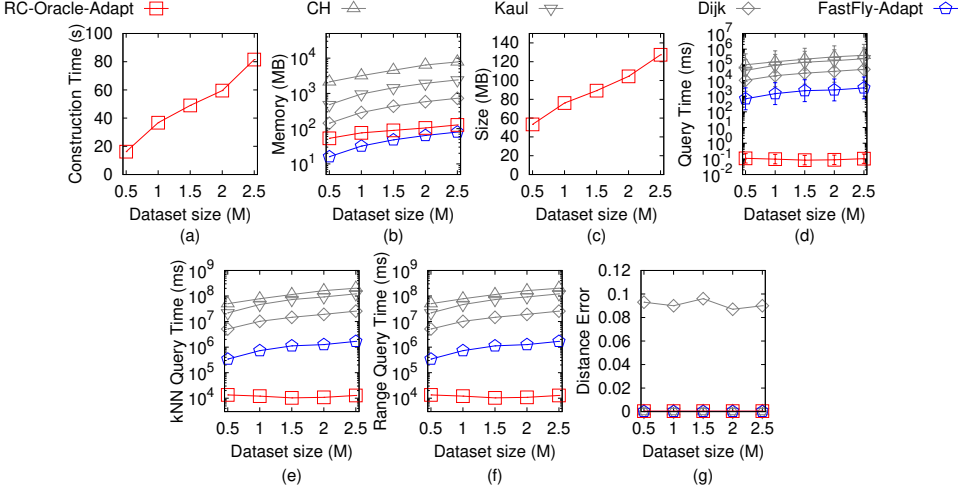 RC-Oracle-Adapt CH Kaul Dijk FastFly-Adapt
Construction Time (s)
100
80
60
40
20
0
0.5 1 1.5 2 2.5
Dataset size (M)
(a)
Memory (MB)
10^4
10^3
10^2
10^1
0.5 1 1.5 2 2.5
Dataset size (M)
(b)
Size (MB)
140
120
100
80
60
40
20
0
0.5 1 1.5 2 2.5
Dataset size (M)
(c)
Query Time (ms)
10^7
10^6
10^5
10^4
10^3
10^2
10^1
10^0
10^-1
10^-2
0.5 1 1.5 2 2.5
Dataset size (M)
(d)
kNN Query Time (ms)
10^9
10^8
10^7
10^6
10^5
10^4
0.5 1 1.5 2 2.5
Dataset size (M)
(e)
Range Query Time (ms)
10^9
10^8
10^7
10^6
10^5
10^4
0.5 1 1.5 2 2.5
Dataset size (M)
(f)
Distance Error
0.12
0.1
0.08
0.06
0.04
0.02
0
0.5 1 1.5 2 2.5
Dataset size (M)
(g)